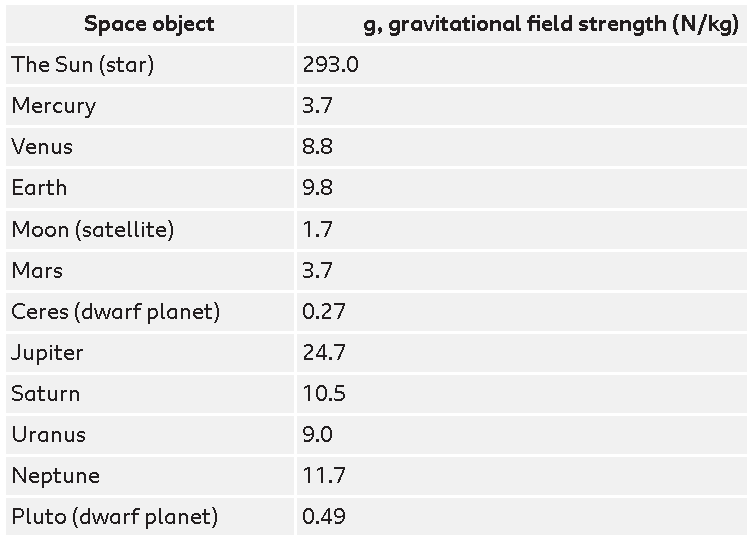 Space object g, gravitational field strength (N/kg)
The Sun (star) 293.0
Mercury 3.7
Venus 8.8
Earth 9.8
Moon (satellite) 1.7
Mars 3.7
Ceres (dwarf planet) 0.27
Jupiter 24.7
Saturn 10.5
Uranus 9.0
Neptune 11.7
Pluto (dwarf planet) 0.49